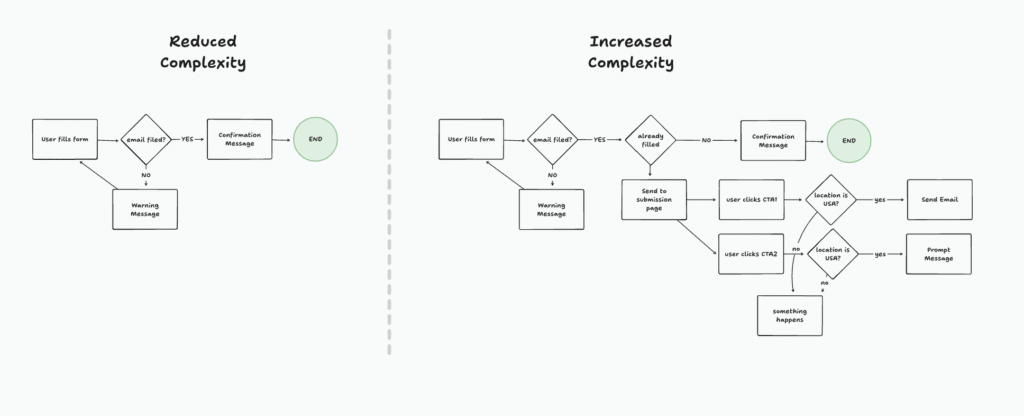 Reduced
Complexity
User fills form
email filed?
YES
Confirmation
Message
END
NO
Warning
Message
Increased
Complexity
User fills form
email filed?
YES
already
filled
NO
Confirmation
Message
END
NO
Warning
Message
Send to
submission
page
user clicks CTA1
location is
USA?
yes
Send Email
no
user clicks CTA2
location is
USA?
yes
Prompt
Message
no
something
happens